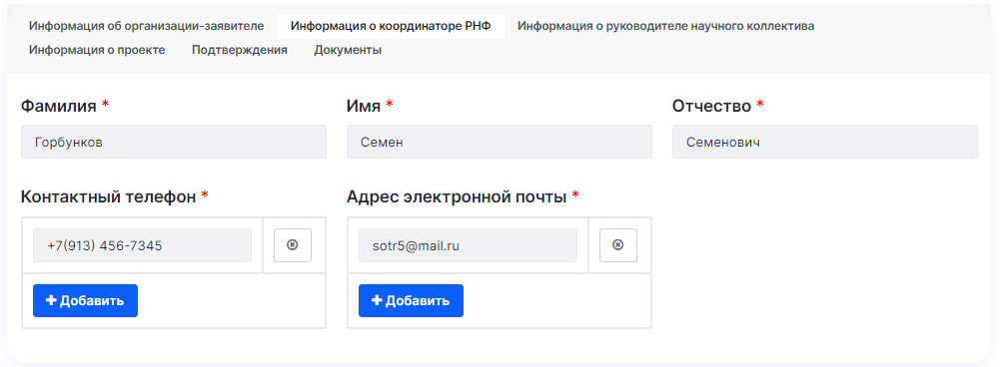 Информация об организации-заявителе Информация о координаторе РНФ Информация о руководителе научного коллектива
Информация о проекте Подтверждения Документы
Фамилия * Имя * Отчество *
Горбунков Семен Семенович
Контактный телефон * Адрес электронной почты *
+7(913) 456-7345 sotr5@mail.ru
+ Добавить + Добавить